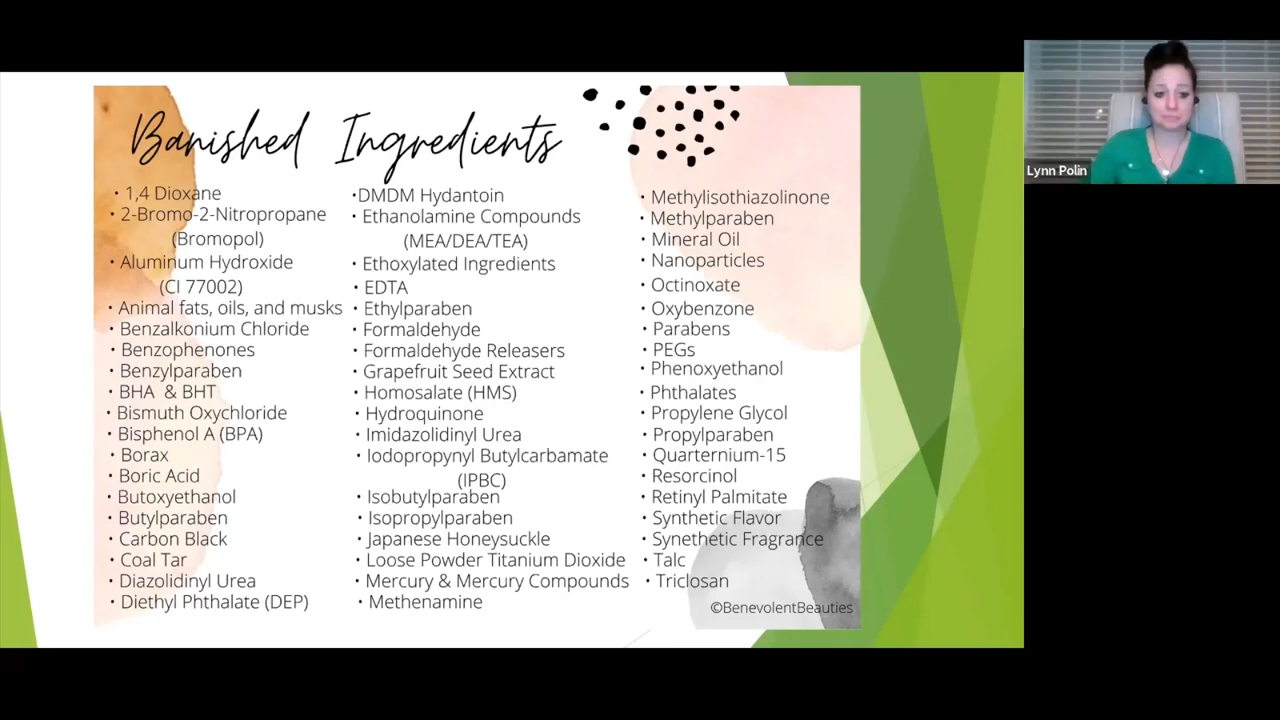 Banished Ingredients
• 1,4 Dioxane
• 2-Bromo-2-Nitropropane
(Bromopol)
• Aluminum Hydroxide
(CI 77002)
• Animal fats, oils, and musks
• Benzalkonium Chloride
• Benzophenones
• Benzylparaben
• BHA & BHT
• Bismuth Oxychloride
• Bisphenol A (BPA)
• Borax
• Boric Acid
• Butoxyethanol
• Butylparaben
• Carbon Black
• Coal Tar
• Diazolidinyl Urea
• Diethyl Phthalate (DEP)
•DMDM Hydantoin
• Ethanolamine Compounds
(MEA/DEA/TEA)
• Ethoxylated Ingredients
• EDTA
• Ethylparaben
• Formaldehyde
• Formaldehyde Releasers
• Grapefruit Seed Extract
• Homosalate (HMS)
• Hydroquinone
• Imidazolidinyl Urea
• Iodopropynyl Butylcarbamate
(IPBC)
• Isobutylparaben
• Isopropylparaben
• Japanese Honeysuckle
• Loose Powder Titanium Dioxide
• Mercury & Mercury Compounds
• Methenamine
• Methylisothiazolinone
• Methylparaben
• Mineral Oil
• Nanoparticles
• Octinoxate
• Oxybenzone
• Parabens
• PEGs
• Phenoxyethanol
• Phthalates
• Propylene Glycol
• Propylparaben
• Quarternium-15
• Resorcinol
• Retinyl Palmitate
• Synthetic Flavor
• Synethetic Fragrance
• Talc
• Triclosan
©BenevolentBeauties
Lynn Polin